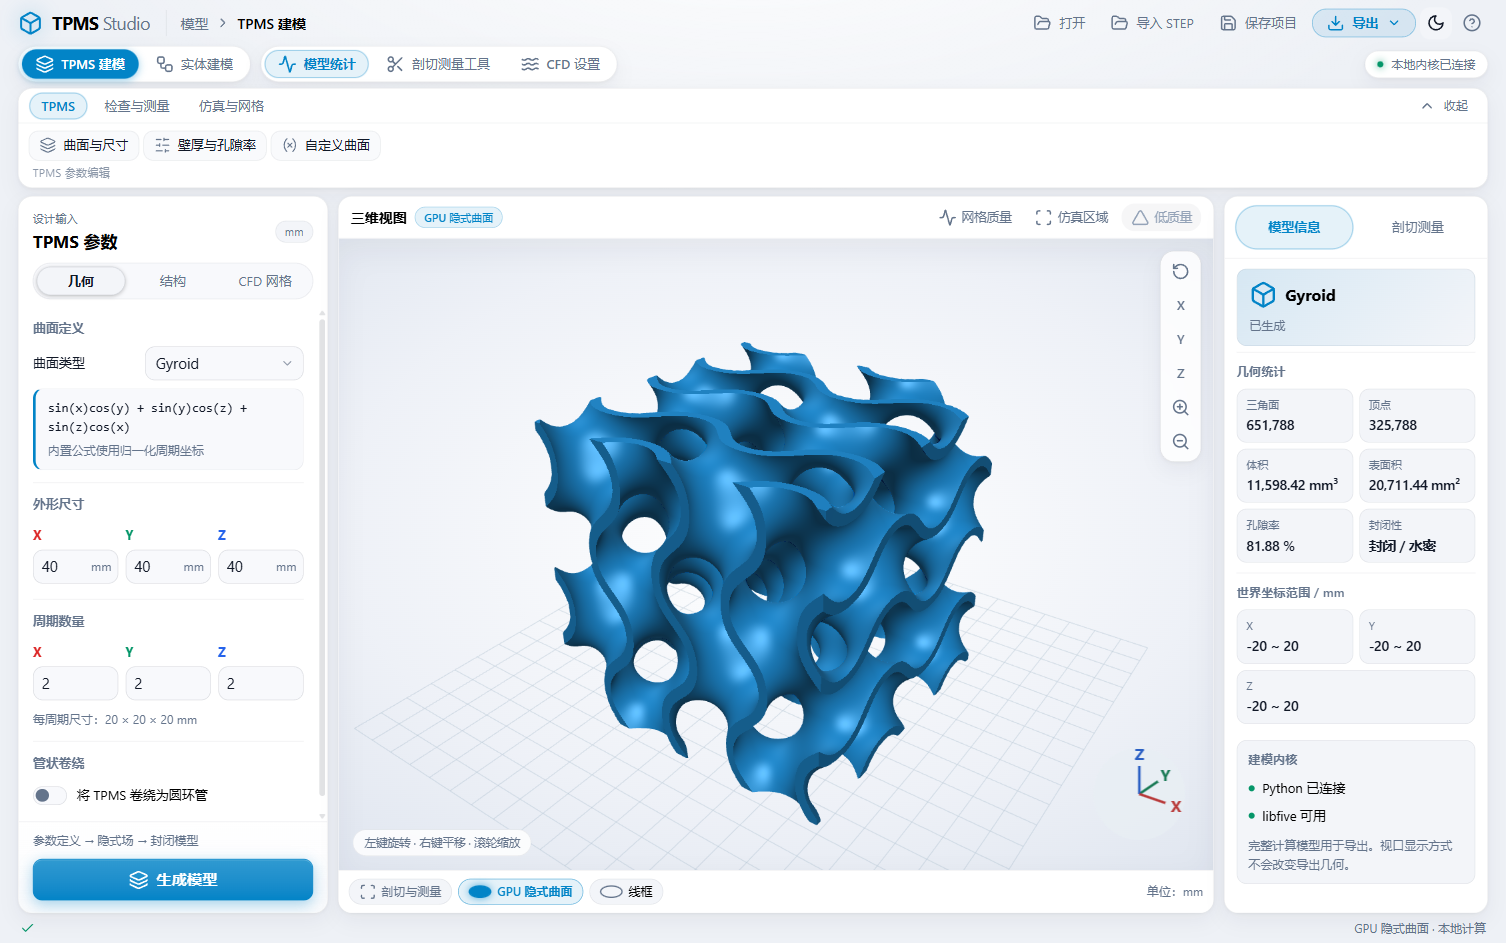 TPMS Studio 模型 > TPMS 建模 打开 导入 STEP 保存项目 导出
TPMS 建模 实体建模 模型统计 剖切测量工具 CFD 设置 本地内核已连接
TPMS 检查与测量 仿真与网格 收起
曲面与尺寸 壁厚与孔隙率 自定义曲面
TPMS 参数编辑
设计输入
TPMS 参数 mm
几何 结构 CFD 网格
曲面定义
曲面类型 Gyroid
sin(x)cos(y) + sin(y)cos(z) +
sin(z)cos(x)
内置公式使用归一化周期坐标
外形尺寸
X Y Z
40 mm 40 mm 40 mm
周期数量
X Y Z
2 2 2
每周期尺寸：20 × 20 × 20 mm
管状卷绕
将 TPMS 卷绕为圆环管
参数定义 → 隐式场 → 封闭模型
生成模型
三维视图 GPU 隐式曲面 网格质量 仿真区域 低质量
X
Y
Z
Z
Y
X
左键旋转 · 右键平移 · 滚轮缩放
剖切与测量 GPU 隐式曲面 线框 单位：mm
模型信息 剖切测量
Gyroid
已生成
几何统计
三角面 顶点
651,788 325,788
体积 表面积
11,598.42 mm³ 20,711.44 mm²
孔隙率 封闭性
81.88 % 封闭 / 水密
世界坐标范围 / mm
X Y
-20 ~ 20 -20 ~ 20
Z
-20 ~ 20
建模内核
Python 已连接
libfive 可用
完整计算模型用于导出。视口显示方式
不会改变导出几何。
GPU 隐式曲面 · 本地计算